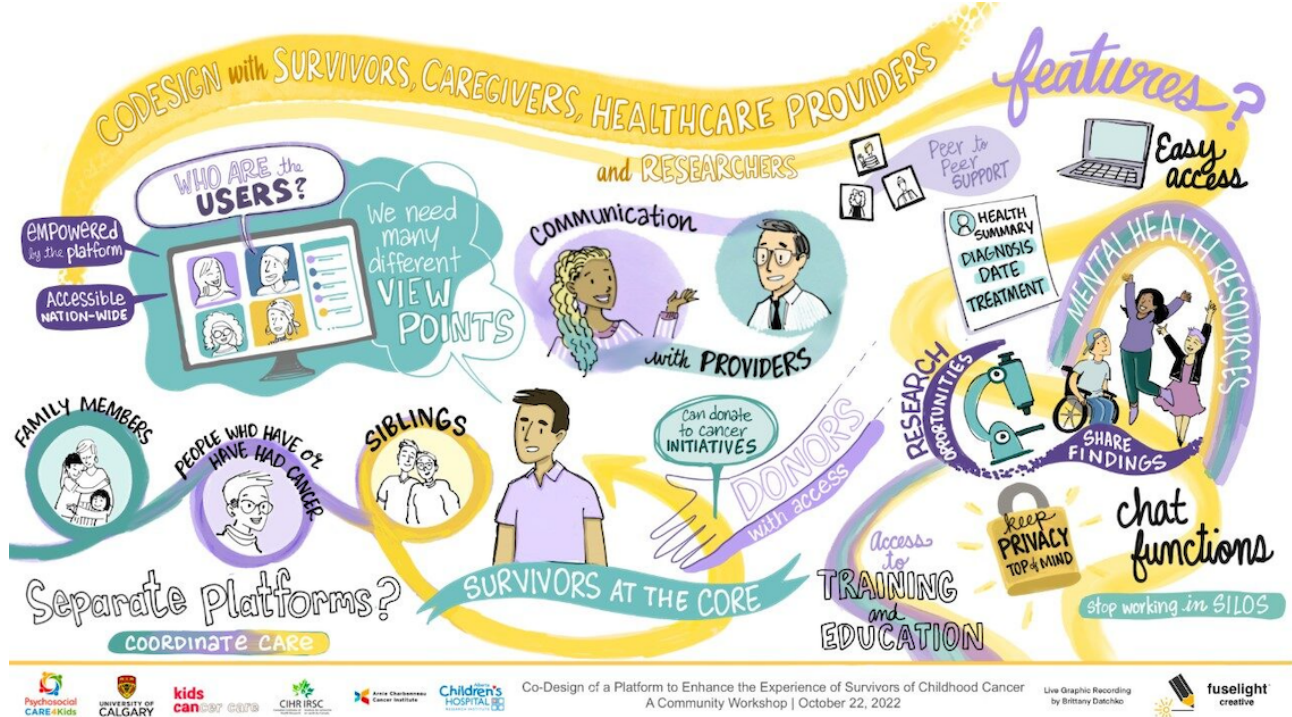 CODESIGN with SURVIVORS, CAREGIVERS, HEALTHCARE PROVIDERS
and RESEARCHERS
features?
WHO ARE the
USERS?
EMPOWERED
by the platform
Accessible
NATION-WIDE
We need
many
different
VIEW
POINTS
COMMUNICATION
with PROVIDERS
Peer to
Peer
SUPPORT
Easy
access
HEALTH
SUMMARY
DIAGNOSIS
DATE
TREATMENT
MENTAL HEALTH RESOURCES
RESEARCH
OPPORTUNITIES
SHARE
FINDINGS
FAMILY MEMBERS
PEOPLE WHO HAVE or
HAVE HAD CANCER
SIBLINGS
Can donate
to cancer
INITIATIVES
DONORS
with access
SURVIVORS AT THE CORE
Separate Platforms?
COORDINATE CARE
Access
to
TRAINING
and
EDUCATION
keep
PRIVACY
TOP of MIND
chat
functions
Stop working in SILOS
Psychosocial
CARE4Kids
UNIVERSITY OF
CALGARY
kids
cancer care
CIHR IRSC
Arnie Charbonneau
Cancer Institute
Alberta
Children's
HOSPITAL
RESEARCH INSTITUTE
Co-Design of a Platform to Enhance the Experience of Survivors of Childhood Cancer
A Community Workshop | October 22, 2022
Live Graphic Recording
by Brittany Datchko
fuselight
creative